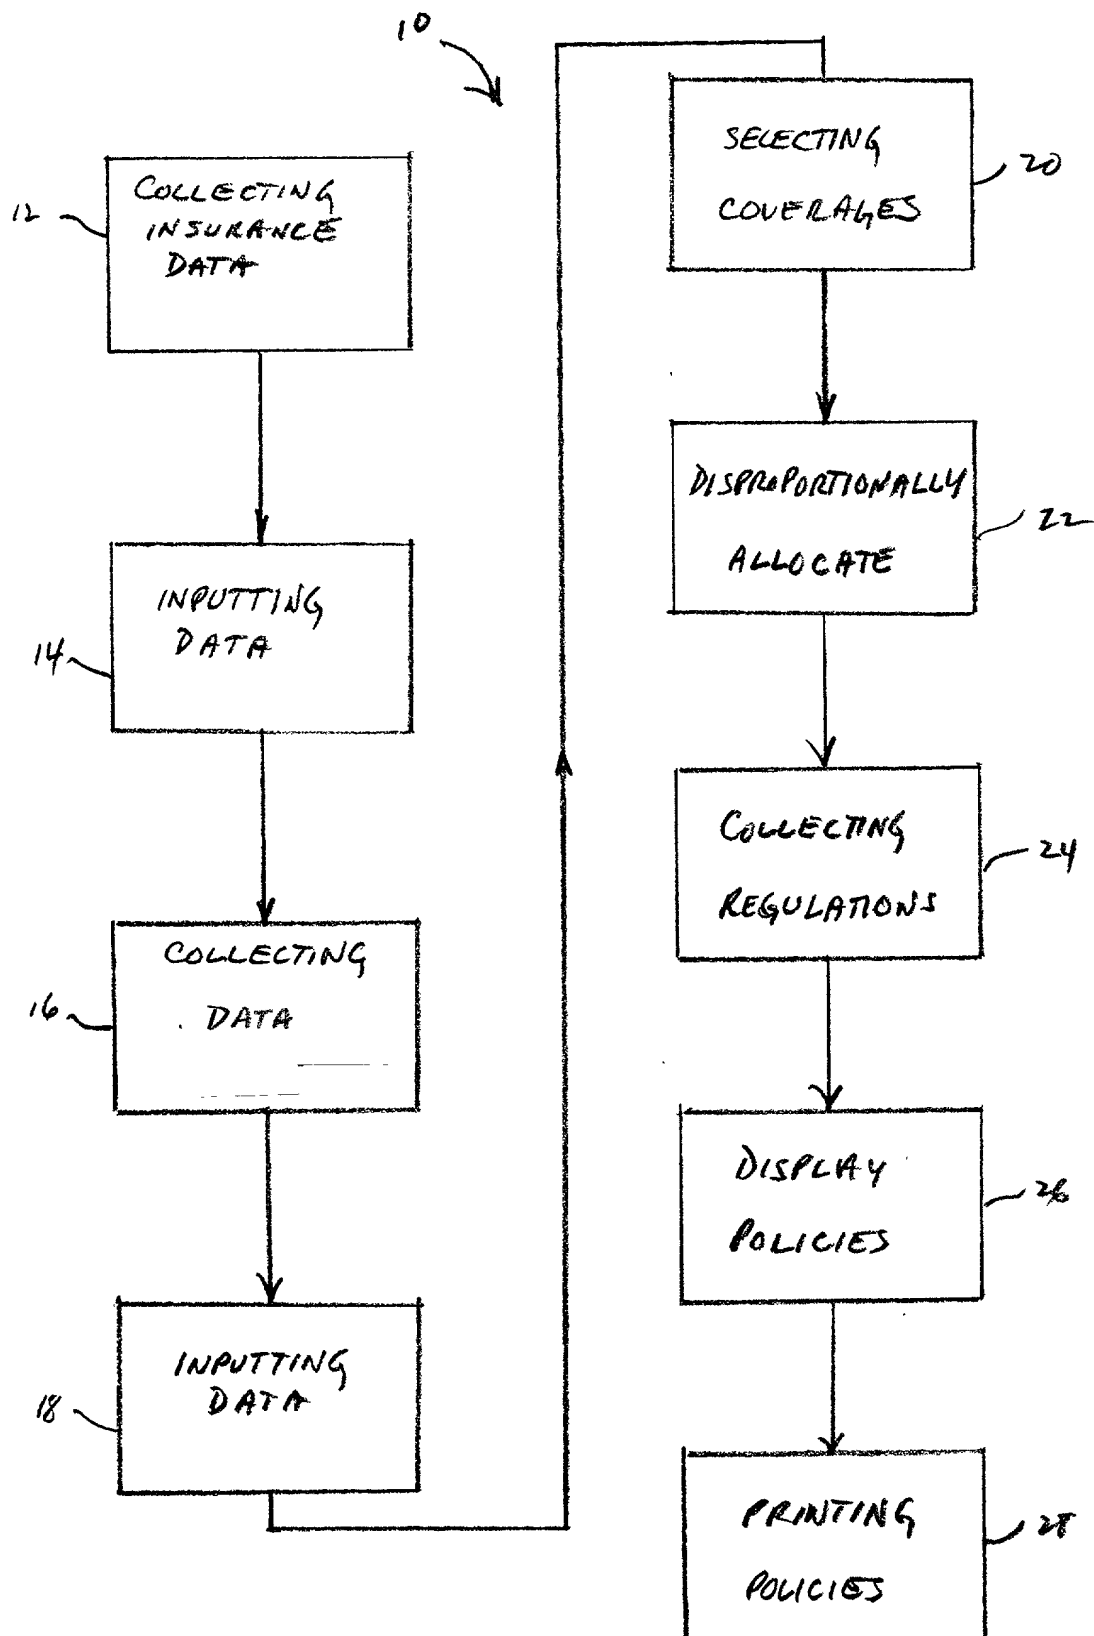 10
12
COLLECTING
INSURANCE
DATA
14
INPUTTING
DATA
16
COLLECTING
DATA
18
INPUTTING
DATA
SELECTING
COVERAGES
20
DISPROPORTIONALLY
ALLOCATE
22
COLLECTING
REGULATIONS
24
DISPLAY
POLICIES
26
PRINTING
POLICIES
28